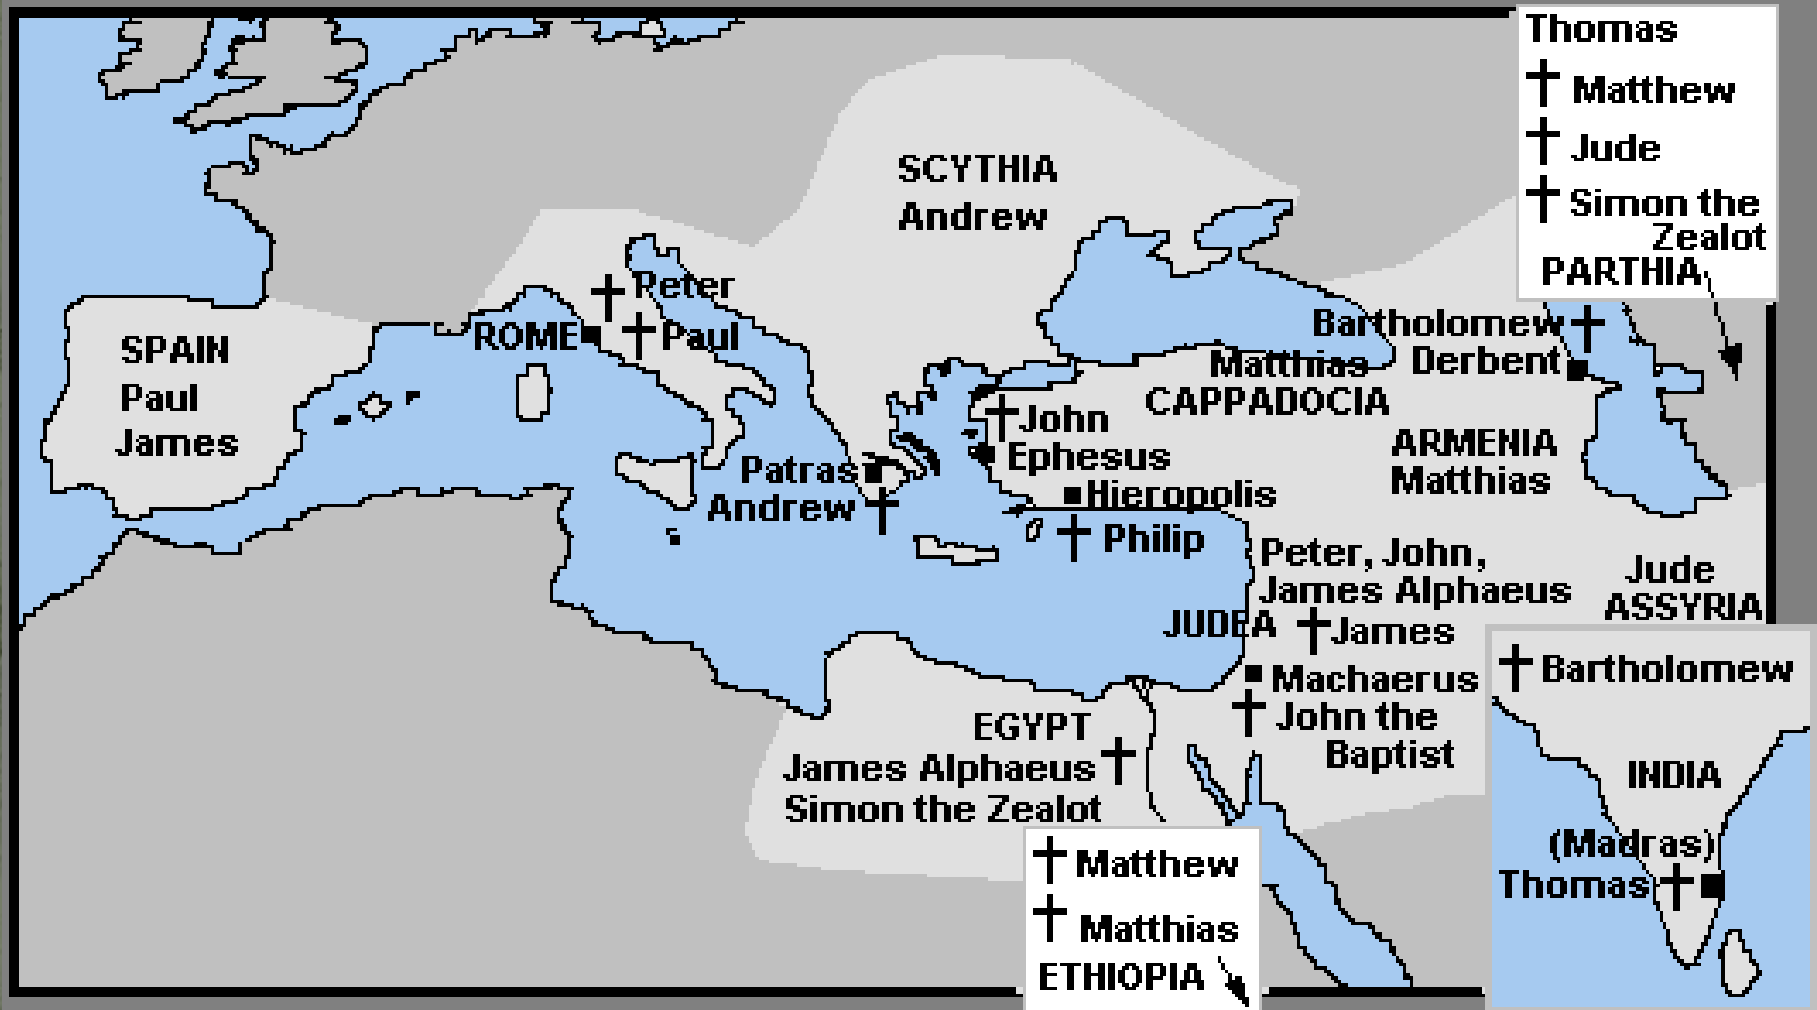 Thomas
Matthew
Jude
Simon the
Zealot
PARTHIA
SCYTHIA
Andrew
Peter
ROME
Paul
SPAIN
Paul
James
Bartholomew
Derbent
Matthias
CAPPADOCIA
John
Ephesus
ARMENIA
Matthias
Patras
Andrew
Hieropolis
Philip
Peter, John,
James Alphaeus
JUDEA
James
Jude
ASSYRIA
Machaerus
John the
Baptist
EGYPT
James Alphaeus
Simon the Zealot
Matthew
Matthias
ETHIOPIA
Bartholomew
INDIA
(Madras)
Thomas